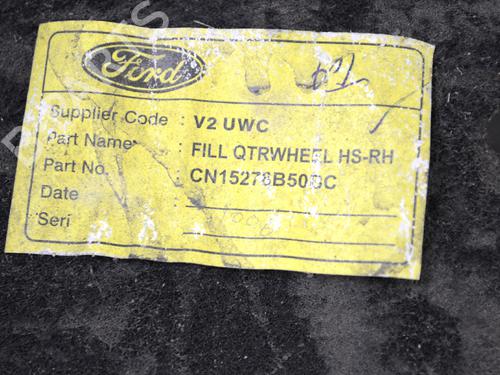 Ford
Supplier Code : V2 UWC
Part Name : FILL QTRWHEEL HS-RH
Part No. : CN15278B50BC
Date :
Seri :